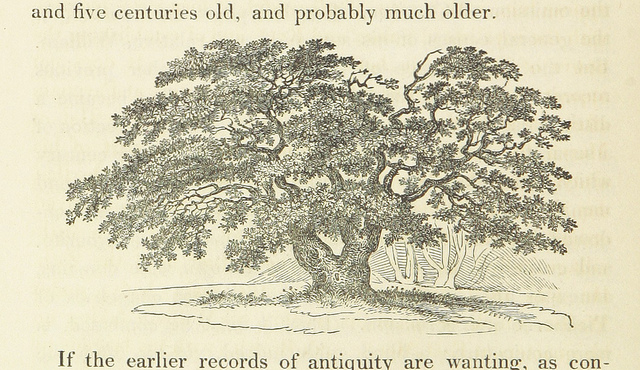 and five centuries old, and probably much older.
If the earlier records of antiquity are wanting, as con-